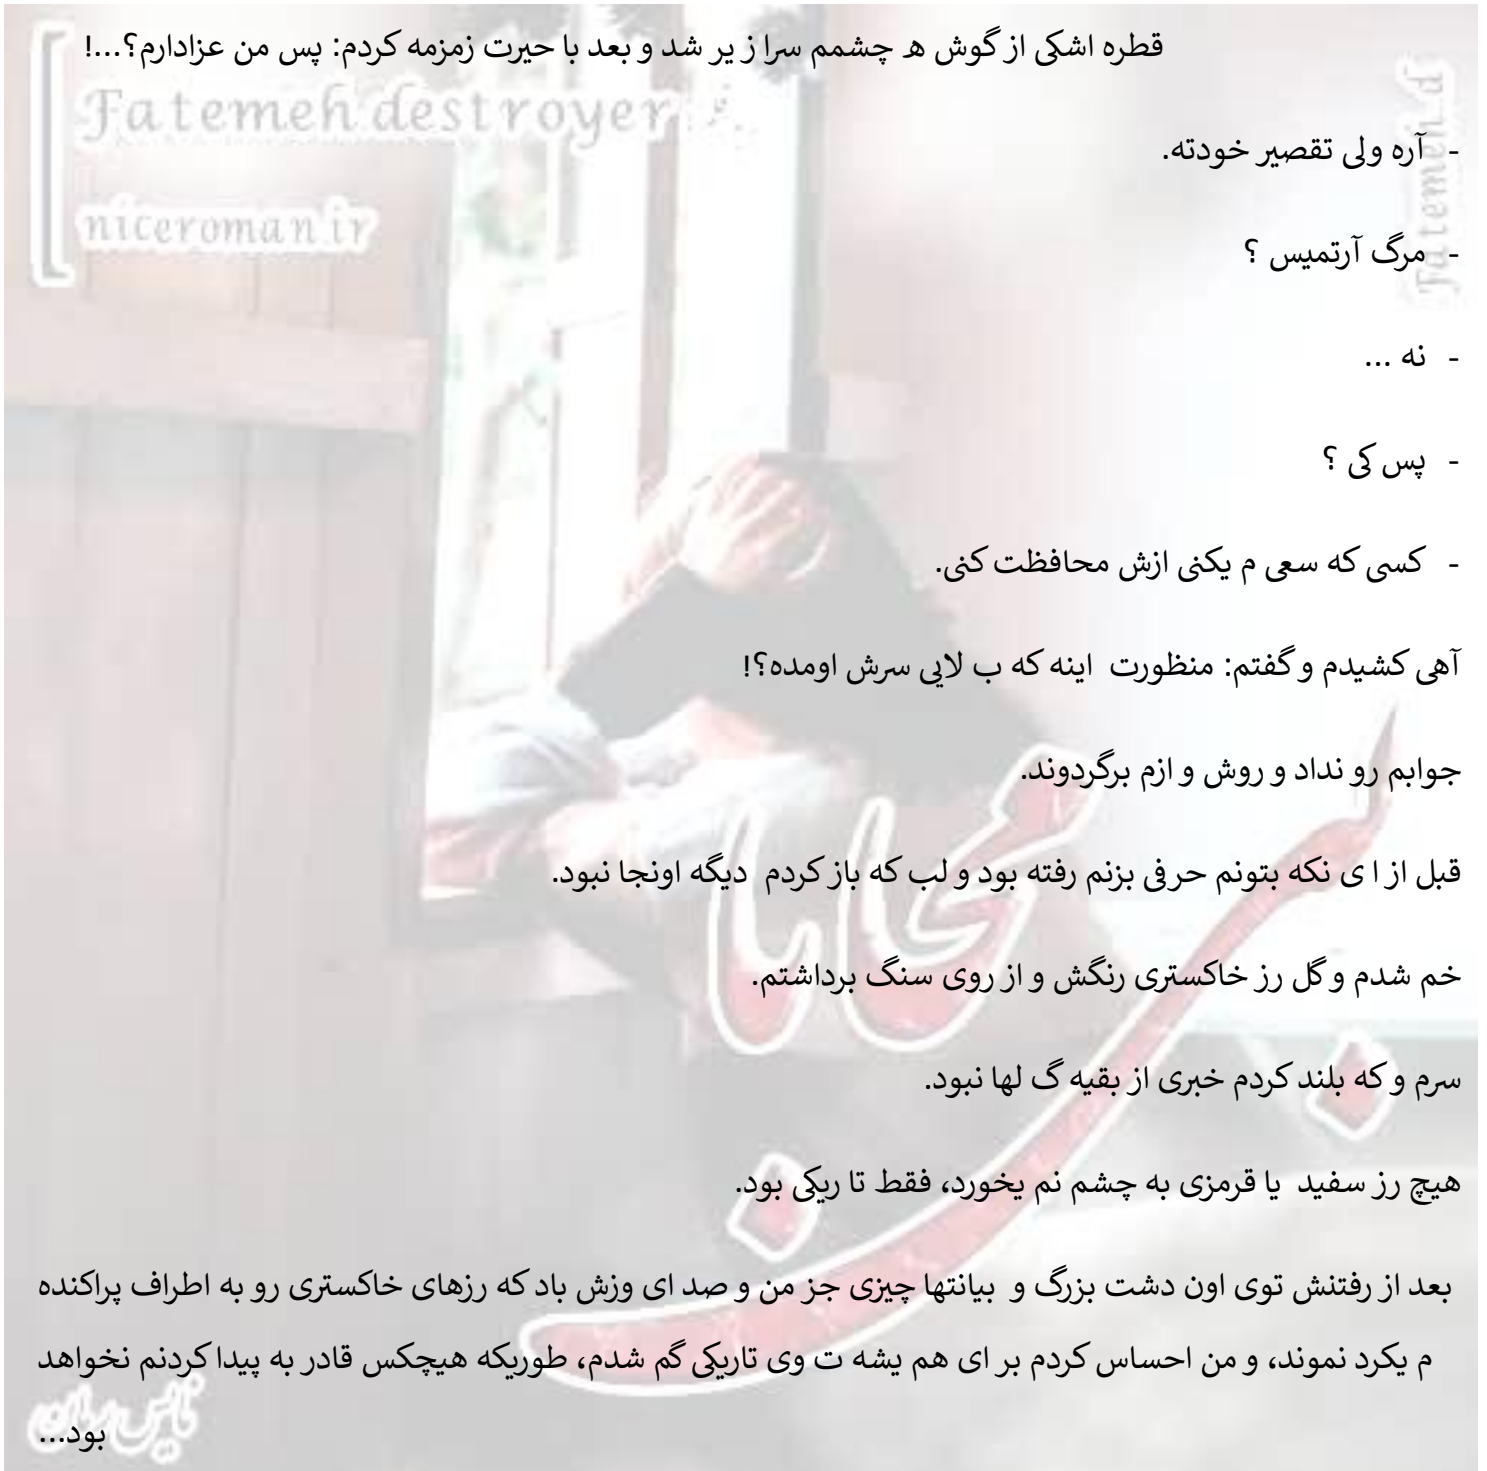 قطره اشکی از گوش ه چشمم سرا ز یر شد و بعد با حیرت زمزمه کردم: پس من عزادارم؟...!
Fatemeh destroyer
niceroman.ir
Fatemeh.d
- آره ولی تقصیر خودته.
- مرگ آرتمیس ؟
- نه ...
- پس کی ؟
- کسی که سعی م یکنی ازش محافظت کنی.
آهی کشیدم و گفتم: منظورت اینه که ب لایی سرش اومده؟!
جوابم رو نداد و روش و ازم برگردوند.
قبل از ا ی نکه بتونم حرفی بزنم رفته بود و لب که باز کردم دیگه اونجا نبود.
خم شدم و گل رز خاکستری رنگش و از روی سنگ برداشتم.
سرم و که بلند کردم خبری از بقیه گ لها نبود.
هیچ رز سفید یا قرمزی به چشم نم یخورد، فقط تا ریکی بود.
بعد از رفتنش توی اون دشت بزرگ و بیانتها چیزی جز من و صد ای وزش باد که رزهای خاکستری رو به اطراف پراکنده
م یکرد نموند، و من احساس کردم بر ای هم یشه ت وی تاریکی گم شدم، طوریکه هیچکس قادر به پیدا کردنم نخواهد
بود...
نایس رمان